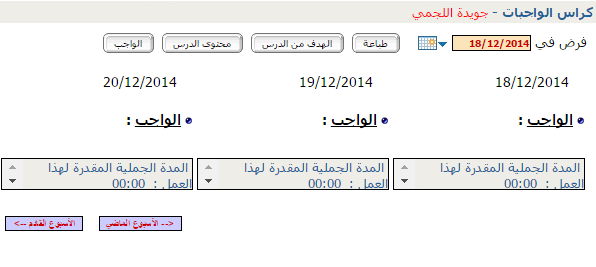 كراس الواجبات - جويدة اللجمي
فرض في 18/12/2014 طباعة الهدف من الدرس محتوى الدرس الواجب
18/12/2014 19/12/2014 20/12/2014
الواجب : الواجب : الواجب :
المدة الجملية المقدرة لهذا العمل : 00:00
المدة الجملية المقدرة لهذا العمل : 00:00
المدة الجملية المقدرة لهذا العمل : 00:00
<-- الأسبوع الماضي الأسبوع القادم -->